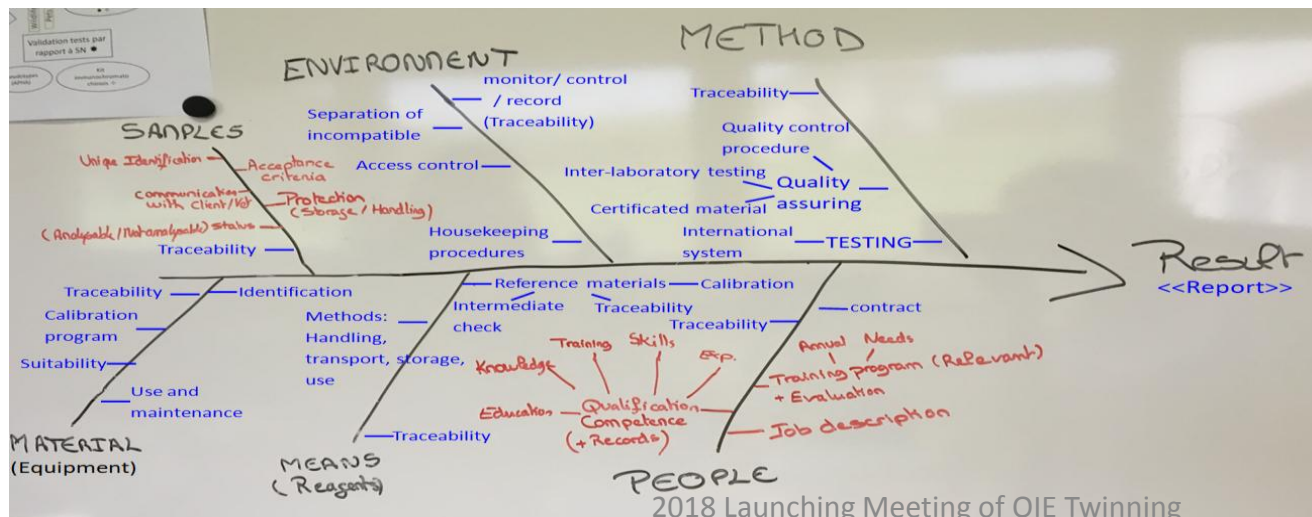 Validation tests par
rapport à SN
Kit
METHOD
ENVIRONMENT
SAMPLES
monitor/ control
/ record
(Traceability)
Separation of
incompatible
Access control
Housekeeping
procedures
Traceability
Quality control
procedure
Inter-laboratory testing
Quality
assuring
Certificated material
International
system
TESTING
Unique Identification
Acceptance
criteria
communication
with client/Vet
Protection
(Storage / Handling)
(Analysable / Not analysable) status
Traceability
Result
<<Report>>
Traceability
Identification
Calibration
program
Suitability
Use and
maintenance
MATERIAL
(Equipment)
Reference materials
Calibration
Intermediate
check
Traceability
Methods:
Handling,
transport, storage,
use
Traceability
MEANS
(Reagents)
Traceability
contract
Training
Skills
Exp.
Knowledge
Education
Qualification
Competence
(+ Records)
Annual
Needs
Training program (Relevant)
+ Evaluation
Job description
PEOPLE
2018 Launching Meeting of OIE Twinning